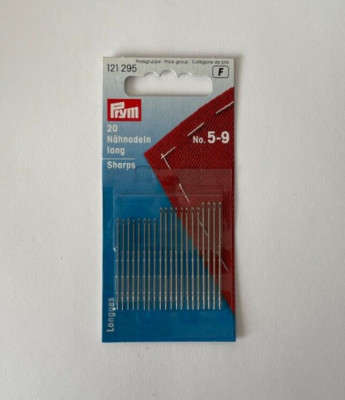 Preisgruppe · Price group · Catégorie de prix
121 295
F
Prym
20
Nähnadeln
lang
Sharps
No. 5-9
Longues